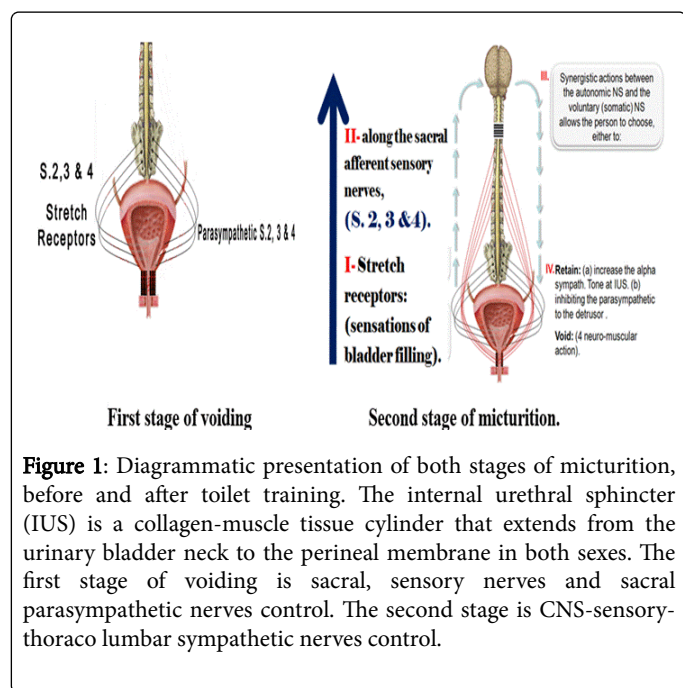 S.2,3 & 4
Stretch
Receptors
Parasympathetic S.2, 3 & 4
First stage of voiding
II- along the sacral
afferent sensory
nerves,
(S. 2, 3 &4).
I- Stretch
receptors:
(sensations of
bladder filling).
III.
Synergistic actions between
the autonomic NS and the
voluntary (somatic) NS
allows the person to choose,
either to:
IV. Retain: (a) increase the alpha
sympath. Tone at IUS. (b)
inhibiting the parasympathetic
to the detrusor .
Void: (4 neuro-muscular
action).
Second stage of micturition.
Figure 1: Diagrammatic presentation of both stages of micturition,
before and after toilet training. The internal urethral sphincter
(IUS) is a collagen-muscle tissue cylinder that extends from the
urinary bladder neck to the perineal membrane in both sexes. The
first stage of voiding is sacral, sensory nerves and sacral
parasympathetic nerves control. The second stage is CNS-sensory-
thoraco lumbar sympathetic nerves control.